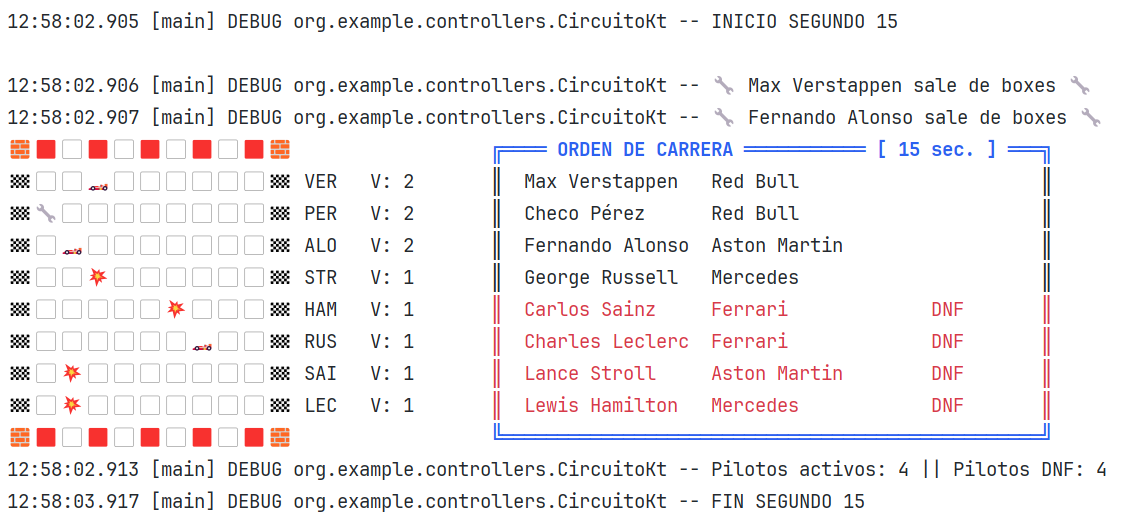 12:58:02.905 [main] DEBUG org.example.controllers.CircuitoKt -- INICIO SEGUNDO 15
12:58:02.906 [main] DEBUG org.example.controllers.CircuitoKt -- 🔧 Max Verstappen sale de boxes 🔧
12:58:02.907 [main] DEBUG org.example.controllers.CircuitoKt -- 🔧 Fernando Alonso sale de boxes 🔧
ORDEN DE CARRERA [ 15 sec. ]
VER V: 2 Max Verstappen Red Bull
PER V: 2 Checo Pérez Red Bull
ALO V: 2 Fernando Alonso Aston Martin
STR V: 1 George Russell Mercedes
HAM V: 1 Carlos Sainz Ferrari DNF
RUS V: 1 Charles Leclerc Ferrari DNF
SAI V: 1 Lance Stroll Aston Martin DNF
LEC V: 1 Lewis Hamilton Mercedes DNF
12:58:02.913 [main] DEBUG org.example.controllers.CircuitoKt -- Pilotos activos: 4 || Pilotos DNF: 4
12:58:03.917 [main] DEBUG org.example.controllers.CircuitoKt -- FIN SEGUNDO 15